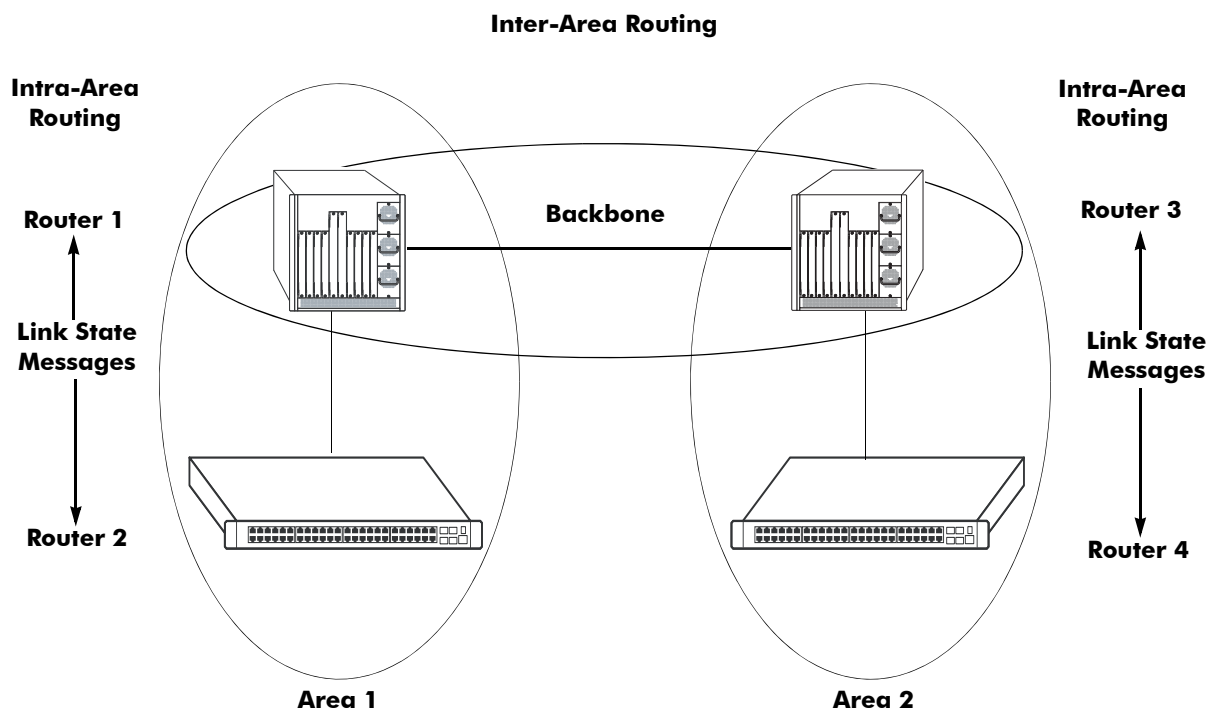 Inter-Area Routing
Intra-Area
Routing
Intra-Area
Routing
Router 1
Backbone
Router 3
Link State
Messages
Link State
Messages
Router 2
Router 4
Area 1
Area 2